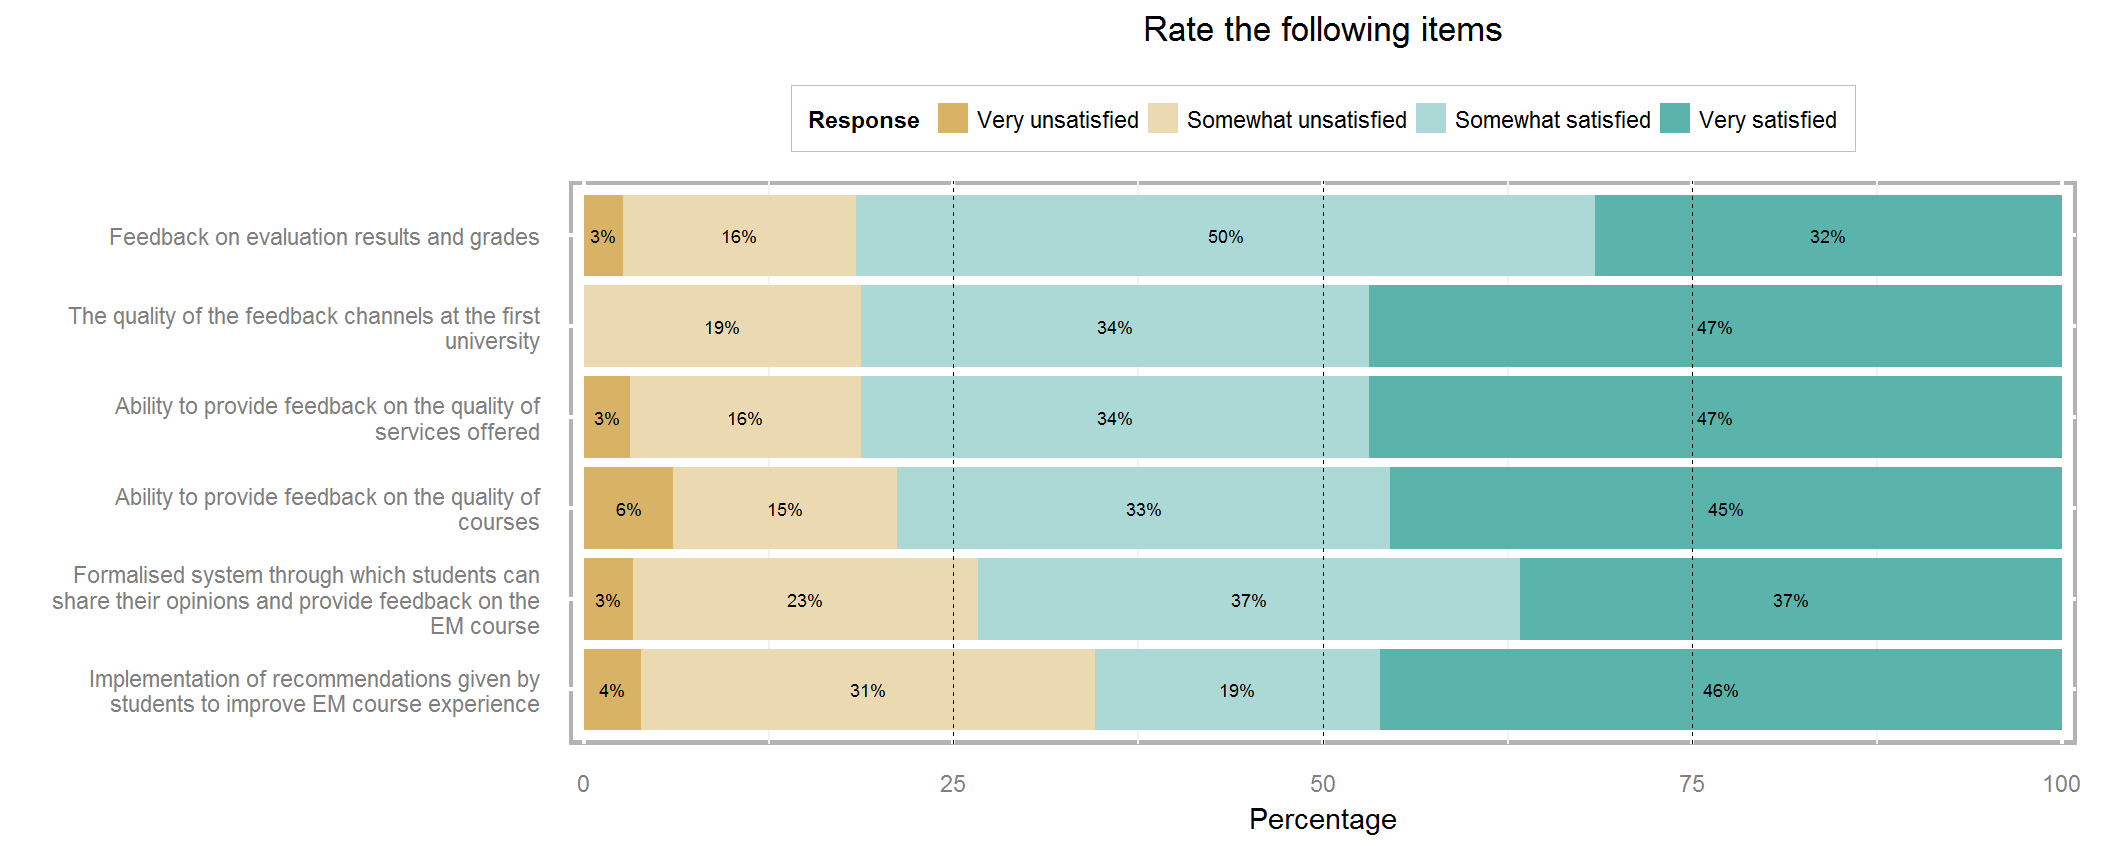 Rate the following items
Response Very unsatisfied Somewhat unsatisfied Somewhat satisfied Very satisfied
Feedback on evaluation results and grades
3% 16% 50% 32%
The quality of the feedback channels at the first
university
19% 34% 47%
Ability to provide feedback on the quality of
services offered
3% 16% 34% 47%
Ability to provide feedback on the quality of
courses
6% 15% 33% 45%
Formalised system through which students can
share their opinions and provide feedback on the
EM course
3% 23% 37% 37%
Implementation of recommendations given by
students to improve EM course experience
4% 31% 19% 46%
0 25 50 75 100
Percentage